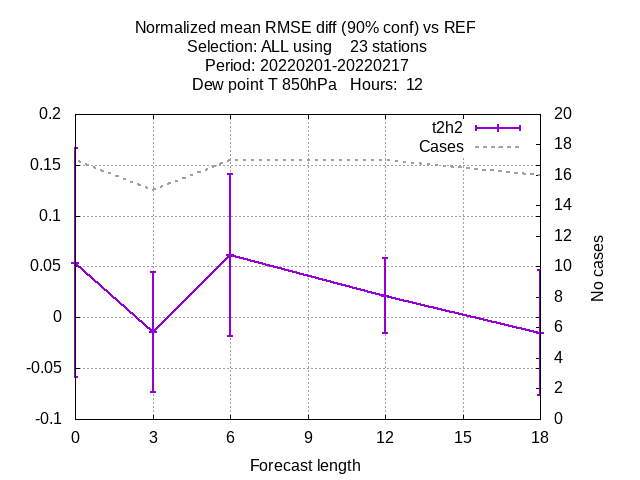 Normalized mean RMSE diff (90% conf) vs REF
Selection: ALL using    23 stations
Period: 20220201-20220217
Dew point T 850hPa   Hours:  12
t2h2
Cases
0.2
0.15
0.1
0.05
0
-0.05
-0.1
20
18
16
14
12
10
8
6
4
2
0
No cases
0 3 6 9 12 15 18
Forecast length